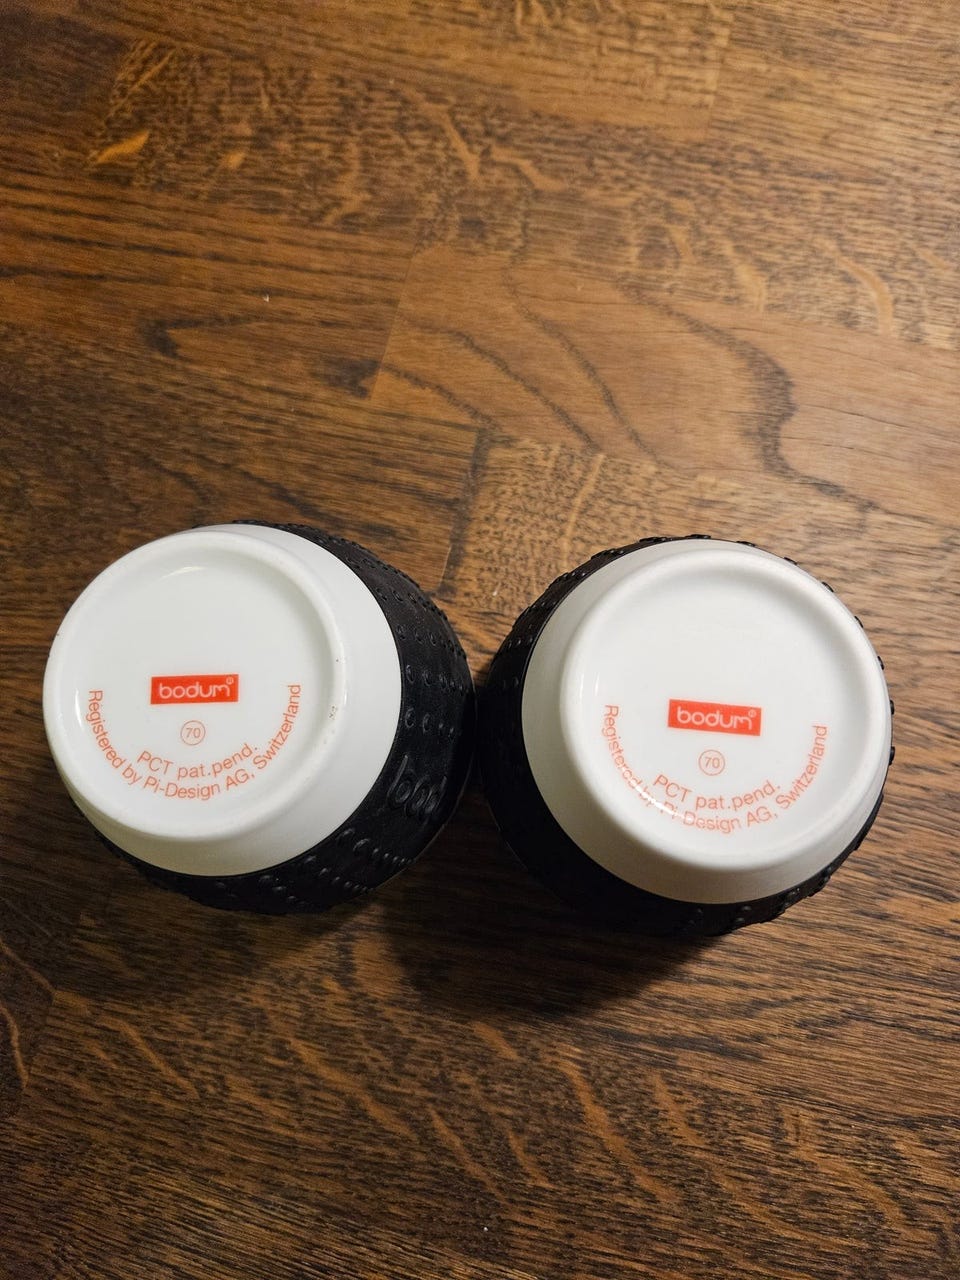 bodum®
70
PCT pat.pend.
Registered by Pi-Design AG, Switzerland
bodum®
70
PCT pat.pend.
Registered by Pi-Design AG, Switzerland